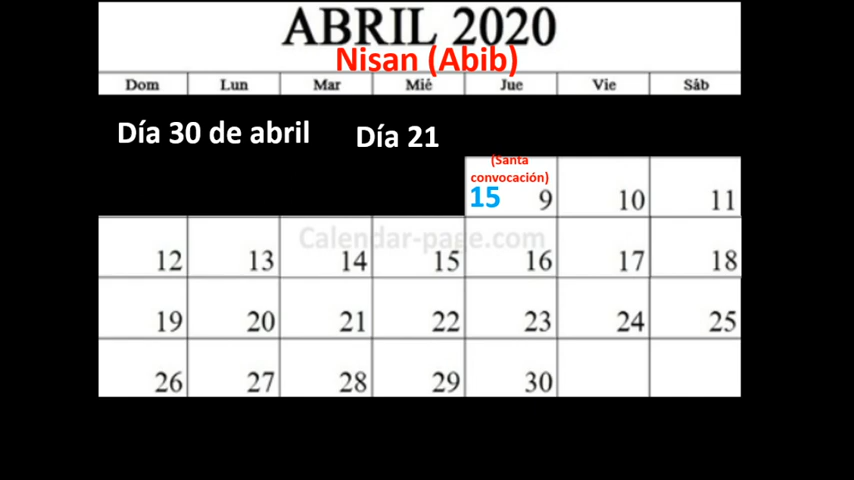 ABRIL 2020
Nisan (Abib)
Dom Lun Mar Mié Jue Vie Sáb
Día 30 de abril Día 21
(Santa
convocación)
15 9 10 11
Calendar-page.com
12 13 14 15 16 17 18
19 20 21 22 23 24 25
26 27 28 29 30